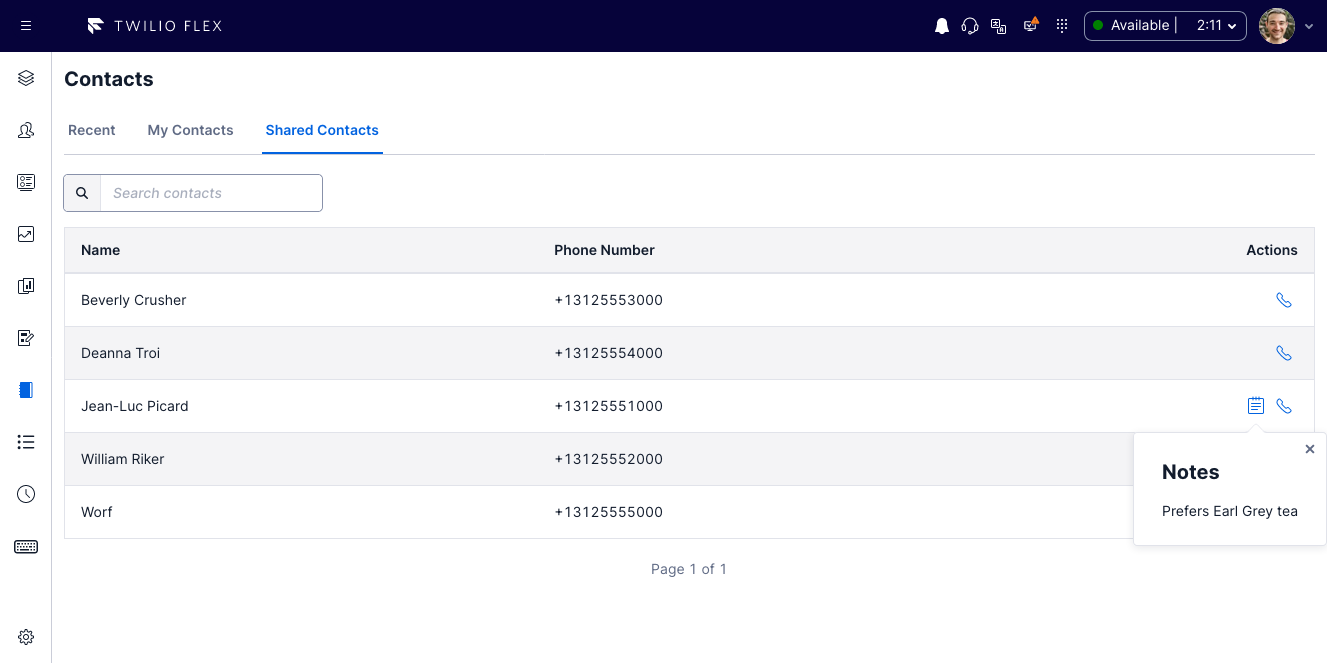 TWILIO FLEX
Available | 2:11
Contacts
Recent My Contacts Shared Contacts
Search contacts
Name Phone Number Actions
Beverly Crusher +13125553000
Deanna Troi +13125554000
Jean-Luc Picard +13125551000
William Riker +13125552000
Notes
Prefers Earl Grey tea
Worf +13125555000
Page 1 of 1